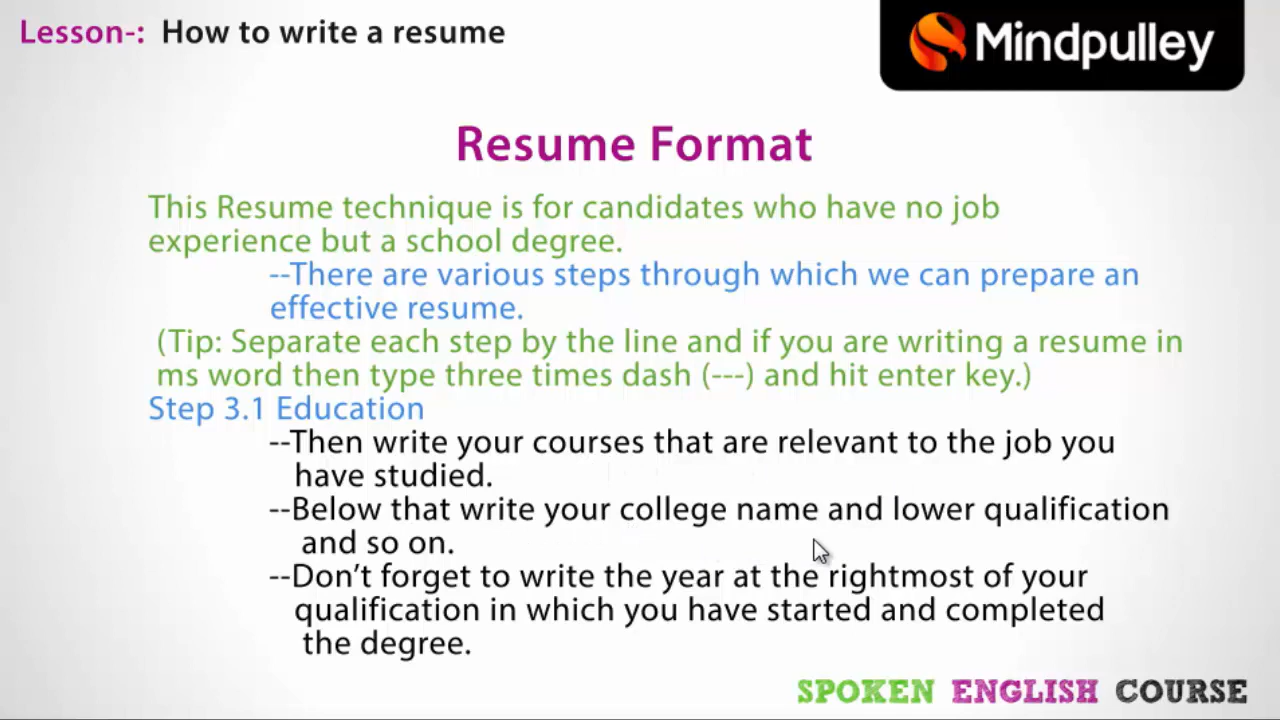 Lesson-: How to write a resume
Mindpulley
Resume Format
This Resume technique is for candidates who have no job
experience but a school degree.
--There are various steps through which we can prepare an
effective resume.
(Tip: Separate each step by the line and if you are writing a resume in
ms word then type three times dash (---) and hit enter key.)
Step 3.1 Education
--Then write your courses that are relevant to the job you
have studied.
--Below that write your college name and lower qualification
and so on.
--Don’t forget to write the year at the rightmost of your
qualification in which you have started and completed
the degree.
SPOKEN ENGLISH COURSE